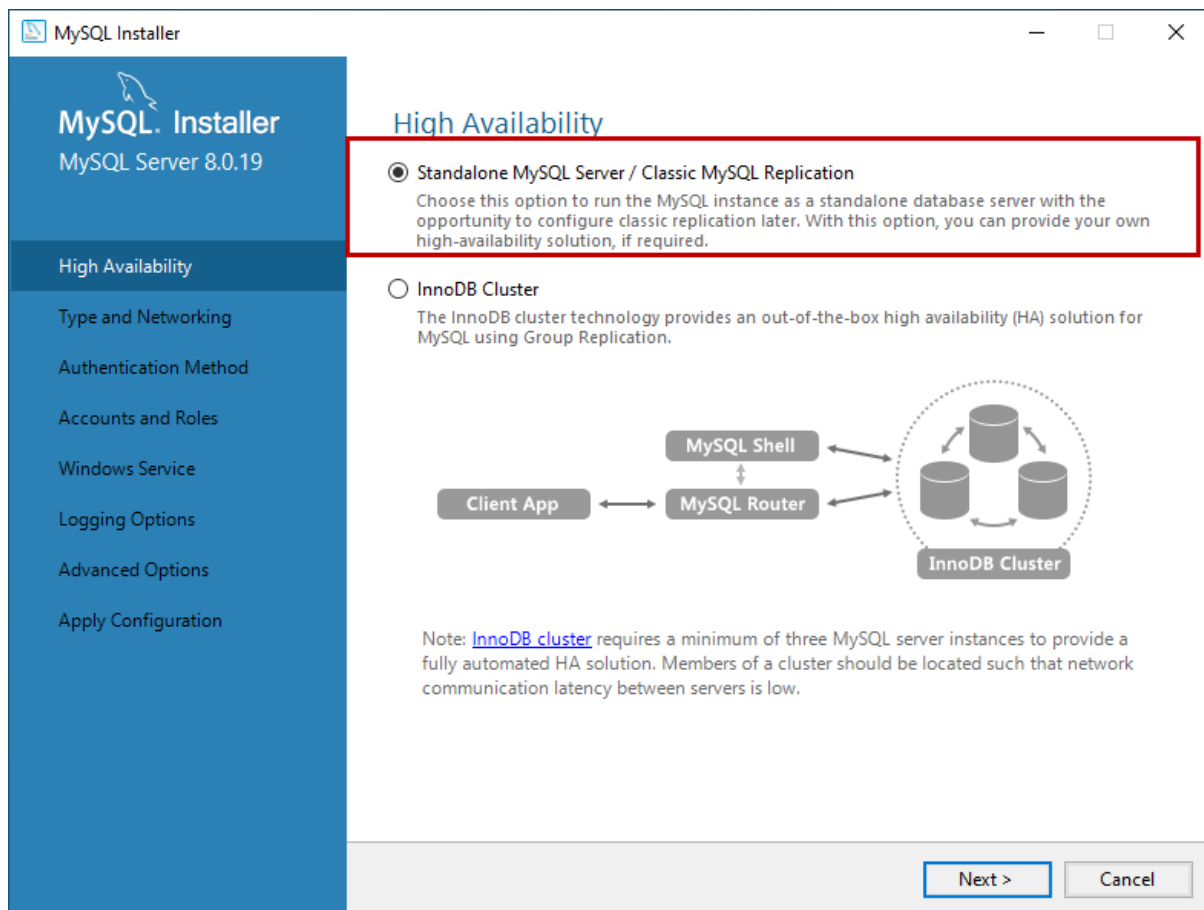 MySQL Installer
MySQL. Installer
MySQL Server 8.0.19
High Availability
Type and Networking
Authentication Method
Accounts and Roles
Windows Service
Logging Options
Advanced Options
Apply Configuration
High Availability
Standalone MySQL Server / Classic MySQL Replication
Choose this option to run the MySQL instance as a standalone database server with the
opportunity to configure classic replication later. With this option, you can provide your own
high-availability solution, if required.
InnoDB Cluster
The InnoDB cluster technology provides an out-of-the-box high availability (HA) solution for
MySQL using Group Replication.
MySQL Shell
Client App
MySQL Router
InnoDB Cluster
Note: InnoDB cluster requires a minimum of three MySQL server instances to provide a
fully automated HA solution. Members of a cluster should be located such that network
communication latency between servers is low.
Next >
Cancel